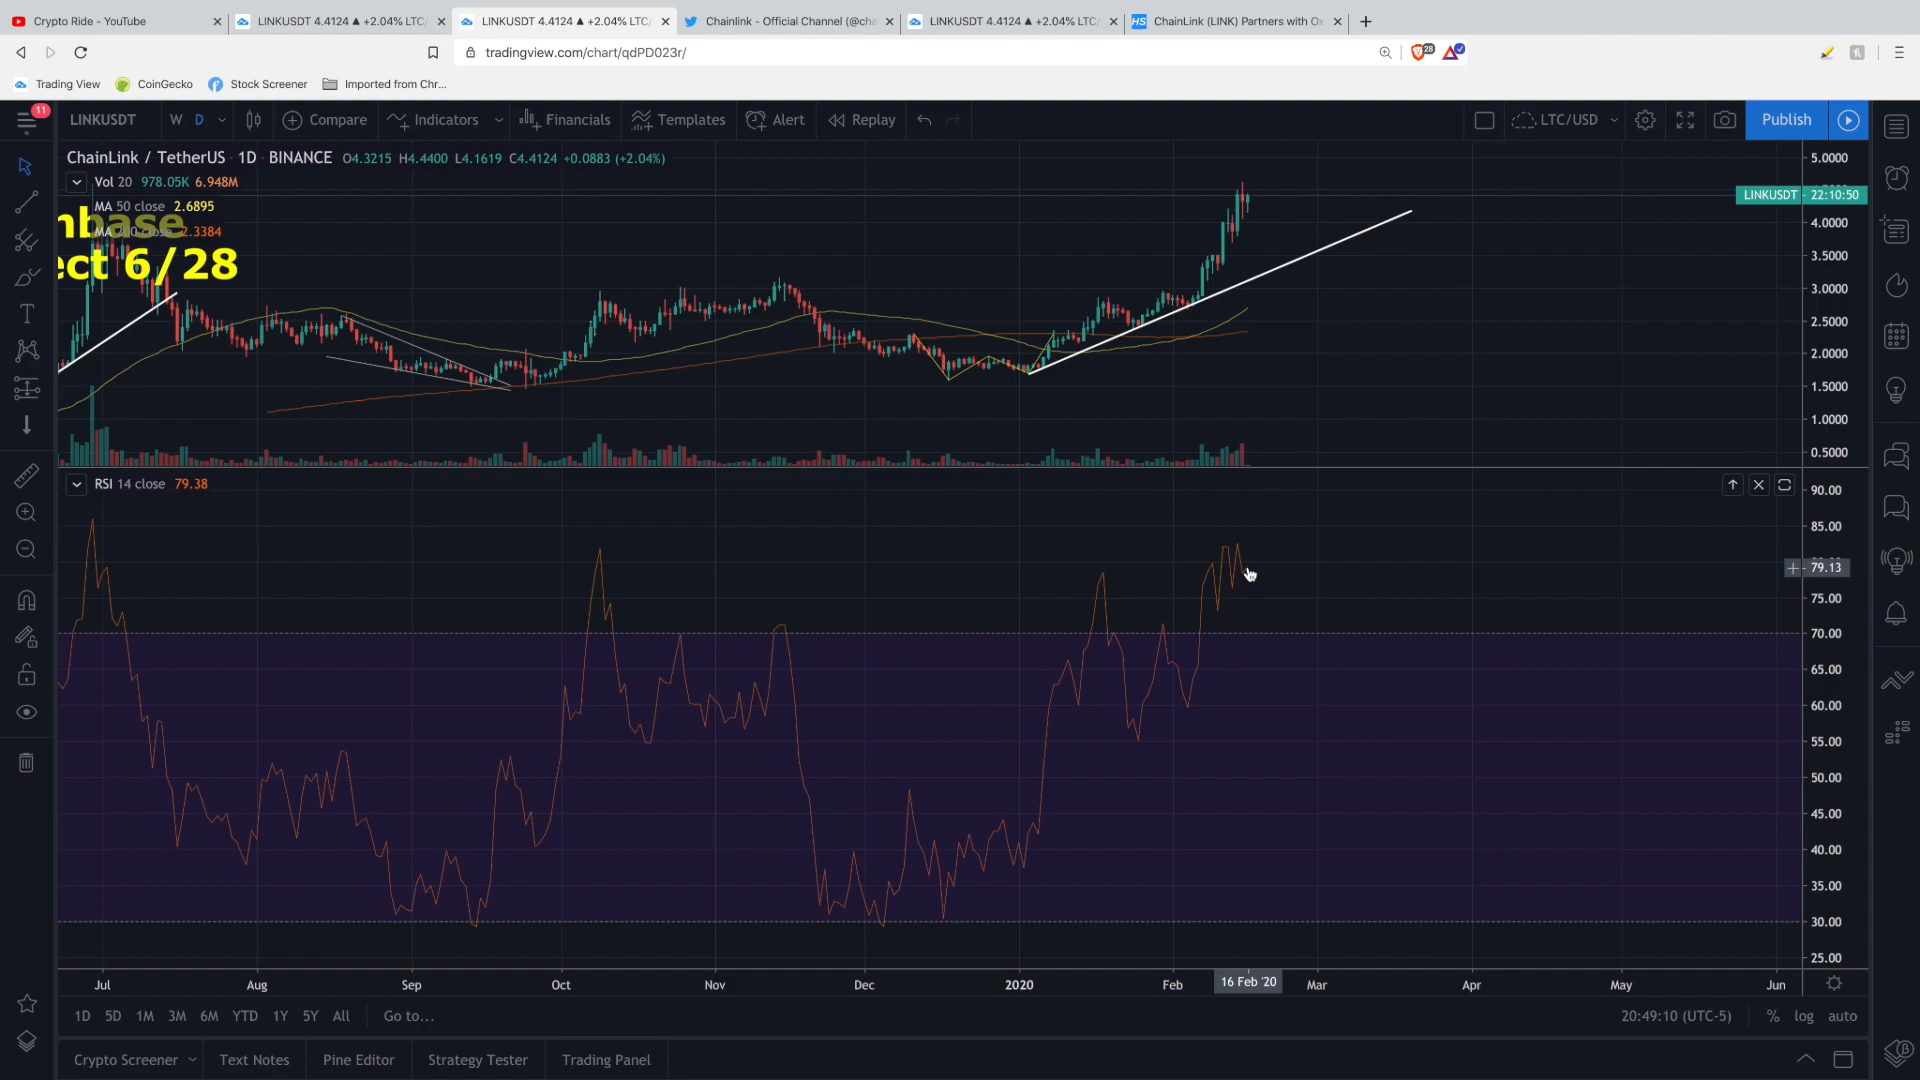 Crypto Ride - YouTube
LINKUSDT 4.4124 ▲ +2.04% LTC/
LINKUSDT 4.4124 ▲ +2.04% LTC/
Chainlink - Official Channel (@cha
LINKUSDT 4.4124 ▲ +2.04% LTC/
HS ChainLink (LINK) Partners with Ox
tradingview.com/chart/qdPD023r/
28
Trading View
CoinGecko
Stock Screener
Imported from Chr...
11
LINKUSDT
W D
Compare
Indicators
Financials
Templates
Alert
Replay
LTC/USD
Publish
ChainLink / TetherUS · 1D · BINANCE O4.3215 H4.4400 L4.1619 C4.4124 +0.0883 (+2.04%)
Vol 20 978.05K 6.948M
MA 50 close 2.6895
nbase
MA 200 close 2.3384
ect 6/28
5.0000
LINKUSDT 22:10:50
4.0000
3.5000
3.0000
2.5000
2.0000
1.5000
1.0000
0.5000
RSI 14 close 79.38
90.00
85.00
79.13
75.00
70.00
65.00
60.00
55.00
50.00
45.00
40.00
35.00
30.00
25.00
Jul Aug Sep Oct Nov Dec 2020 Feb 16 Feb '20 Mar Apr May Jun
1D 5D 1M 3M 6M YTD 1Y 5Y All Go to...
20:49:10 (UTC-5) % log auto
Crypto Screener Text Notes Pine Editor Strategy Tester Trading Panel